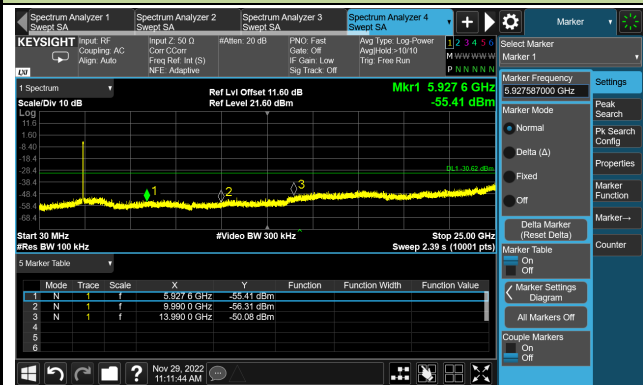 Spectrum Analyzer 1
Swept SA
Spectrum Analyzer 2
Swept SA
Spectrum Analyzer 3
Swept SA
Spectrum Analyzer 4
Swept SA
Marker
KEYSIGHT
Input: RF
Coupling: AC
Align: Auto
Input Z: 50 Ω
Corr CCorr
Freq Ref: Int (S)
NFE: Adaptive
#Atten: 20 dB
PNO: Fast
Gate: Off
IF Gain: Low
Sig Track: Off
Avg Type: Log-Power
Avg|Hold:>10/10
Trig: Free Run
1 2 3 4 5 6
M W W W W W
P N N N N N
LNI
Select Marker
Marker 1
1 Spectrum
Scale/Div 10 dB
Ref Lvl Offset 11.60 dB
Ref Level 21.60 dBm
Mkr1 5.927 6 GHz
-55.41 dBm
Log
11.6
1.60
-8.40
-18.4
-28.4
-38.4
-48.4
-58.4
-68.4
DL1 -30.62 dBm
1
2
3
Start 30 MHz
#Res BW 100 kHz
#Video BW 300 kHz
Stop 25.00 GHz
Sweep 2.39 s (10001 pts)
5 Marker Table
Mode Trace Scale X Y Function Function Width Function Value
1 N 1 f 5.927 6 GHz -55.41 dBm
2 N 1 f 9.990 0 GHz -56.31 dBm
3 N 1 f 13.990 0 GHz -50.08 dBm
4
5
6
Marker Frequency
5.927587000 GHz
Marker Mode
Normal
Delta (Δ)
Fixed
Off
Delta Marker
(Reset Delta)
Marker Table
On
Off
Marker Settings
Diagram
All Markers Off
Couple Markers
On
Off
Settings
Peak
Search
Pk Search
Config
Properties
Marker
Function
Marker→
Counter
Nov 29, 2022
11:11:44 AM